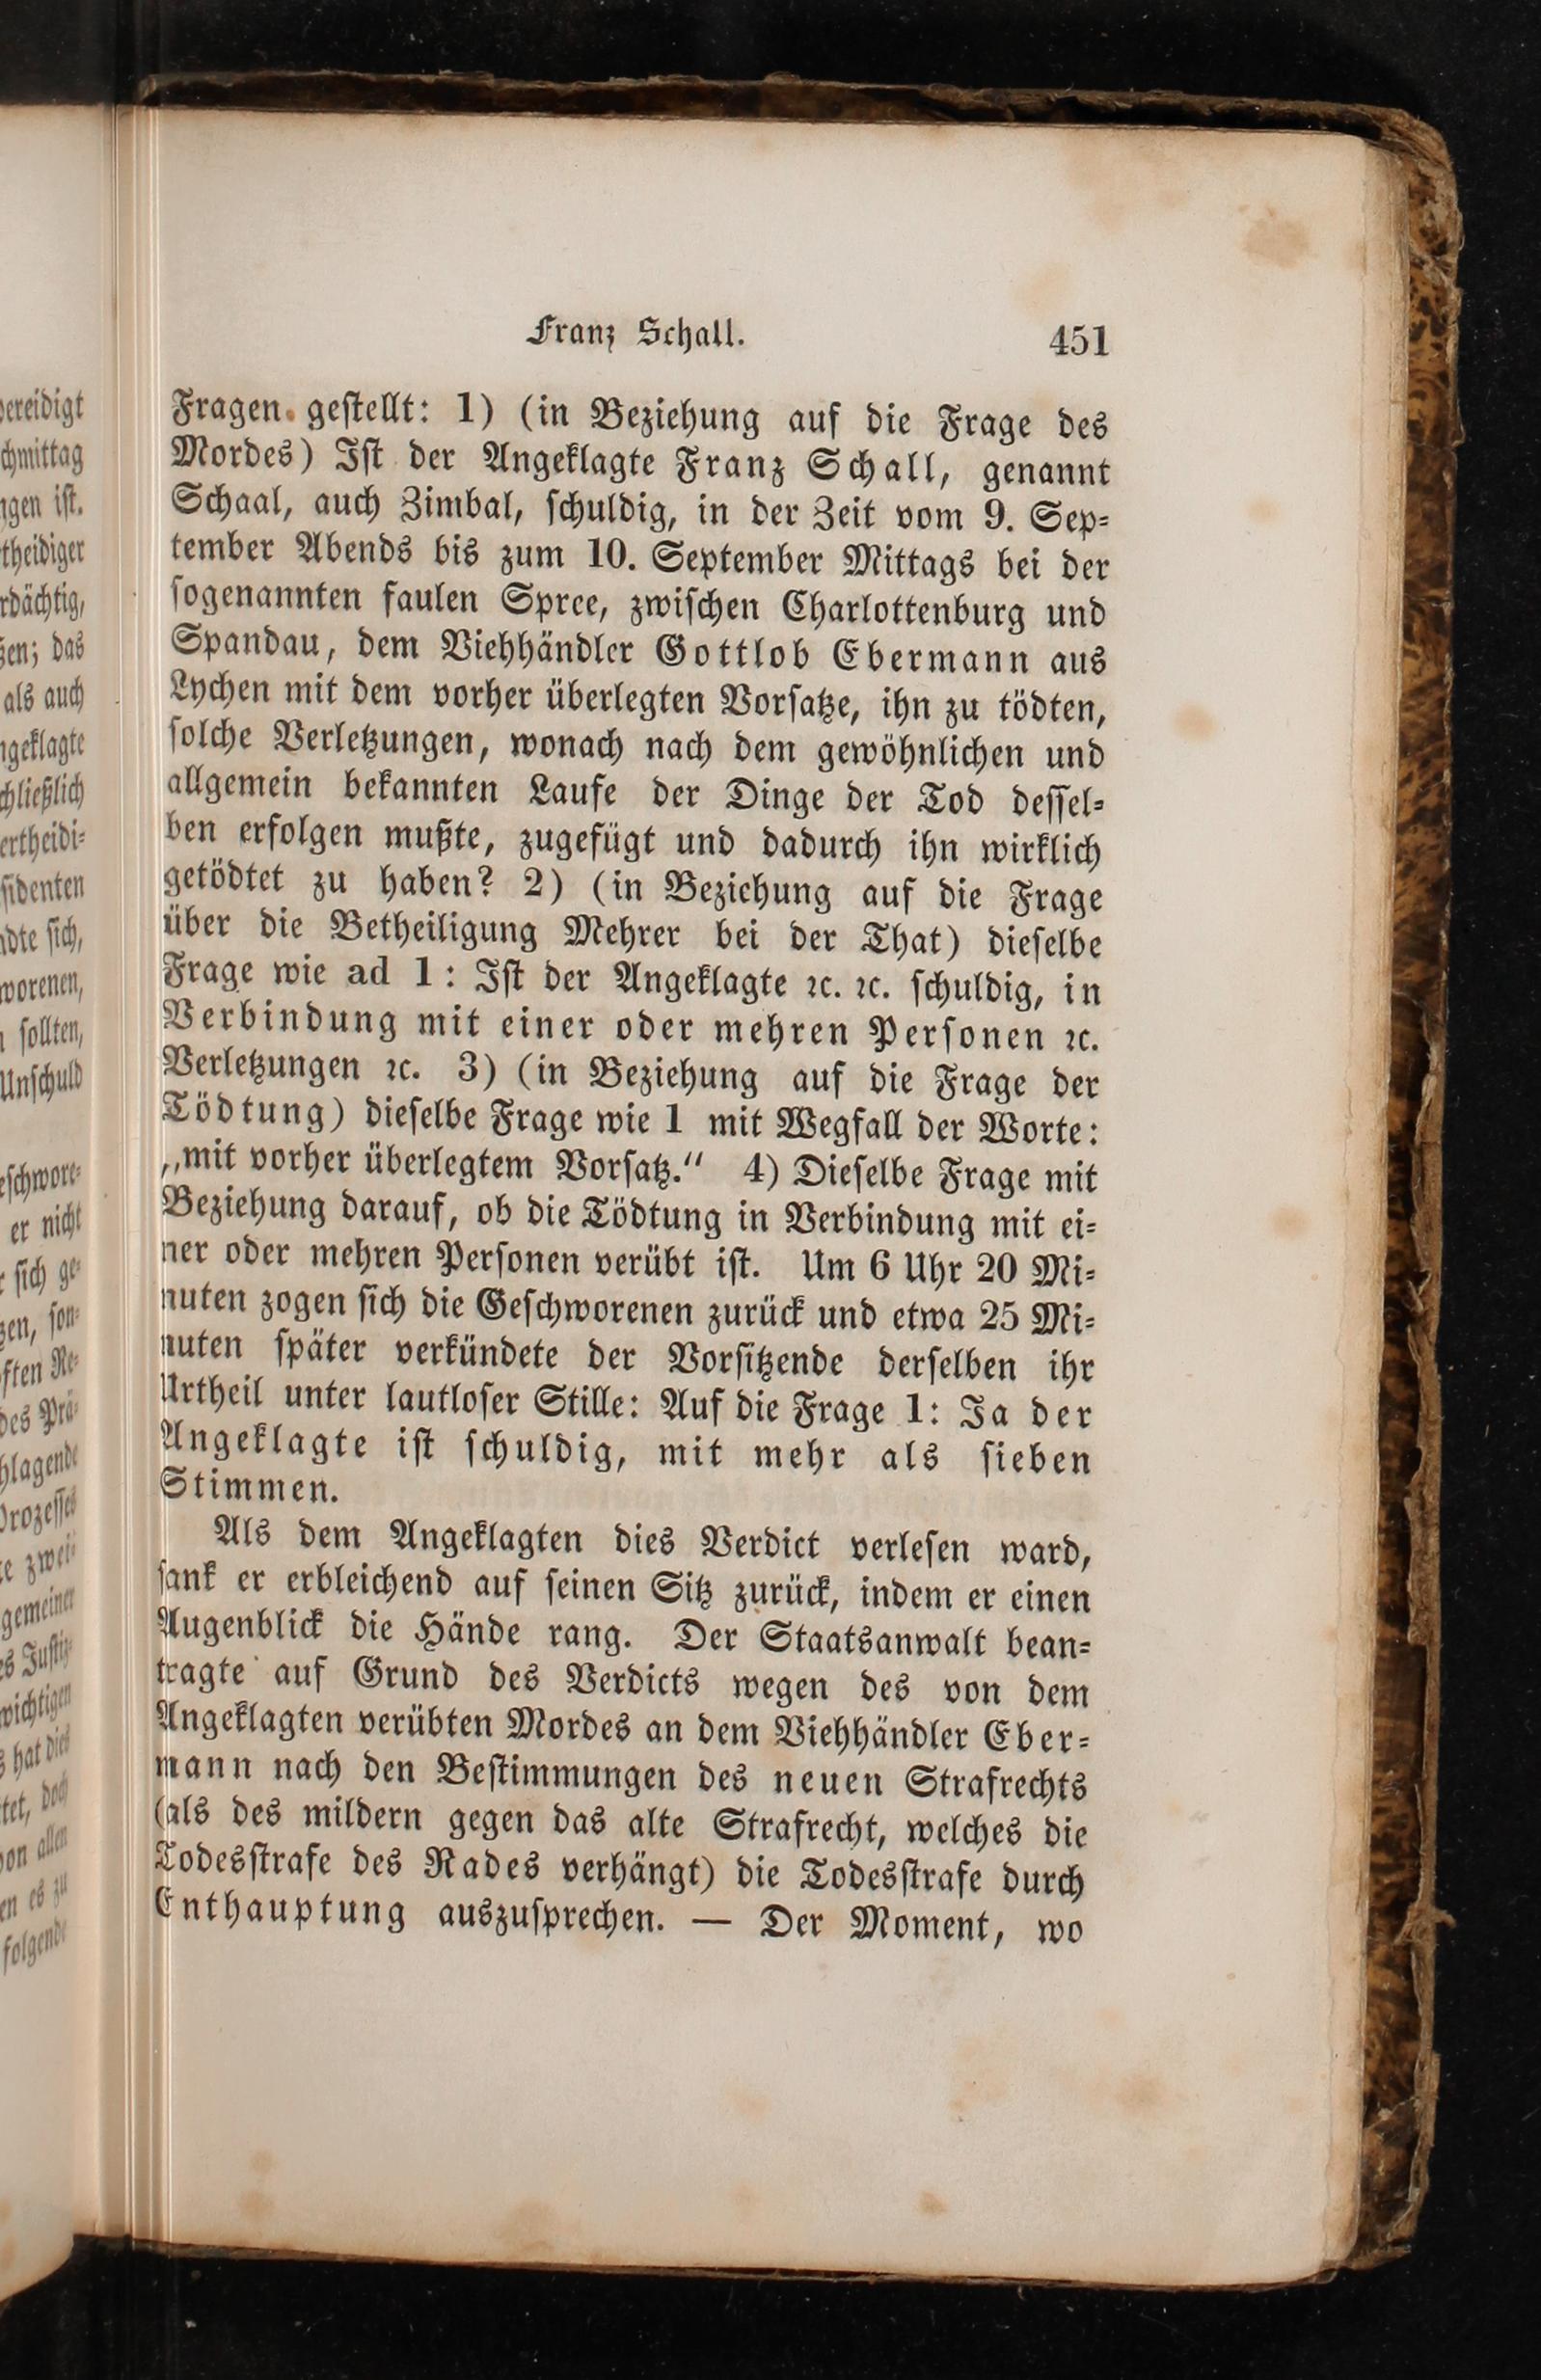 Franz Schall. 451
Fragen gestellt: 1) (in Beziehung auf die Frage des
Mordes) Ist der Angeklagte Franz Schall, genannt
Schaal, auch Zimbal, schuldig, in der Zeit vom 9. Sep-
tember Abends bis zum 10. September Mittags bei der
sogenannten faulen Spree, zwischen Charlottenburg und
Spandau, dem Viehhändler Gottlob Ebermann aus
Lychen mit dem vorher überlegten Vorsatze, ihn zu tödten,
solche Verletzungen, wonach nach dem gewöhnlichen und
allgemein bekannten Laufe der Dinge der Tod dessel-
ben erfolgen mußte, zugefügt und dadurch ihn wirklich
getödtet zu haben? 2) (in Beziehung auf die Frage
über die Betheiligung Mehrer bei der That) dieselbe
Frage wie ad 1: Ist der Angeklagte ꝛc. ꝛc. schuldig, in
Verbindung mit einer oder mehren Personen ꝛc.
Verletzungen ꝛc. 3) (in Beziehung auf die Frage der
Tödtung) dieselbe Frage wie 1 mit Wegfall der Worte:
„mit vorher überlegtem Vorsatz.“ 4) Dieselbe Frage mit
Beziehung darauf, ob die Tödtung in Verbindung mit ei-
ner oder mehren Personen verübt ist. Um 6 Uhr 20 Mi-
nuten zogen sich die Geschworenen zurück und etwa 25 Mi-
nuten später verkündete der Vorsitzende derselben ihr
Urtheil unter lautloser Stille: Auf die Frage 1: Ja der
Angeklagte ist schuldig, mit mehr als sieben
Stimmen.
Als dem Angeklagten dies Verdict verlesen ward,
sank er erbleichend auf seinen Sitz zurück, indem er einen
Augenblick die Hände rang. Der Staatsanwalt bean-
tragte auf Grund des Verdicts wegen des von dem
Angeklagten verübten Mordes an dem Viehhändler Eber-
mann nach den Bestimmungen des neuen Strafrechts
(als des mildern gegen das alte Strafrecht, welches die
Todesstrafe des Rades verhängt) die Todesstrafe durch
Enthauptung auszusprechen. — Der Moment, wo